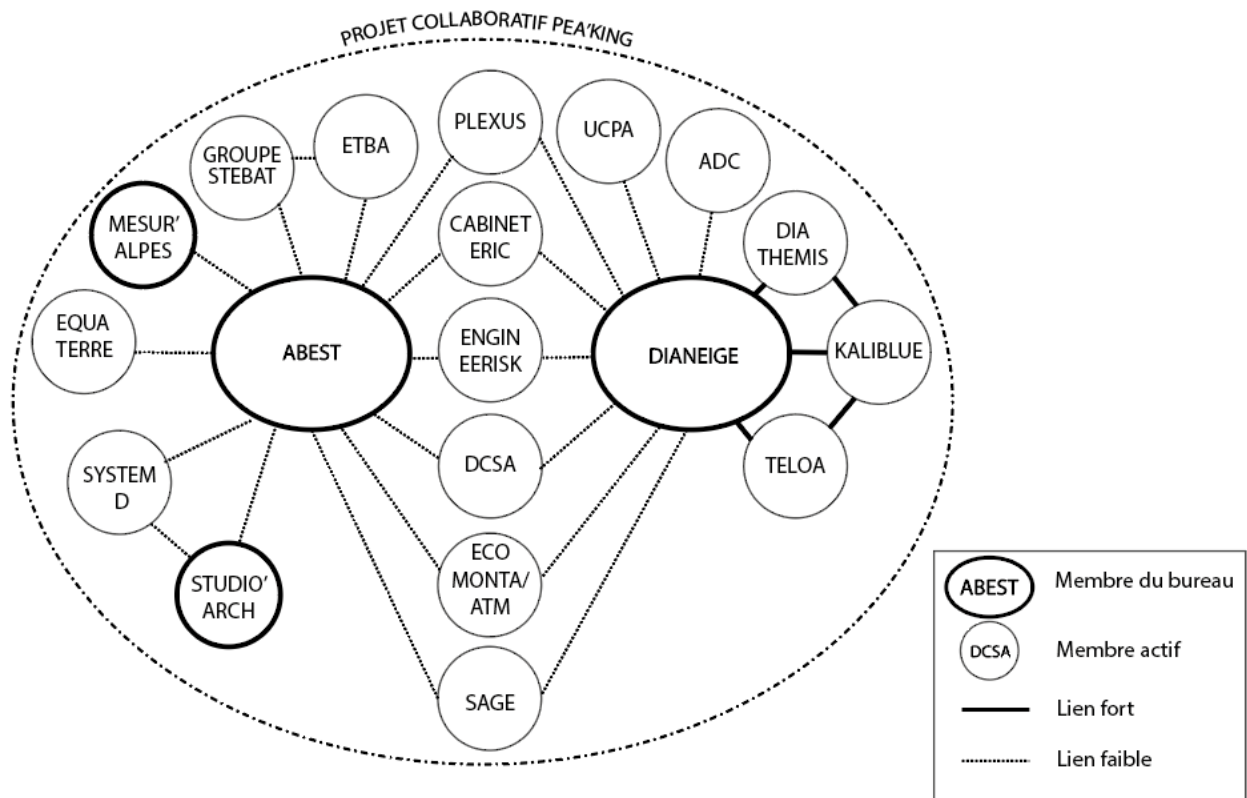 PROJET COLLABORATIF PEA'KING
PLEXUS
UCPA
ETBA
GROUPE
STEBAT
ADC
MESUR'
ALPES
CABINET
ERIC
DIA
THEMIS
EQUA
TERRE
ABEST
ENGIN
EERISK
DIANEIGE
KALIBLUE
SYSTEM
D
DCSA
TELOA
STUDIO'
ARCH
ECO
MONTA/
ATM
SAGE
ABEST
Membre du bureau
DCSA
Membre actif
Lien fort
Lien faible